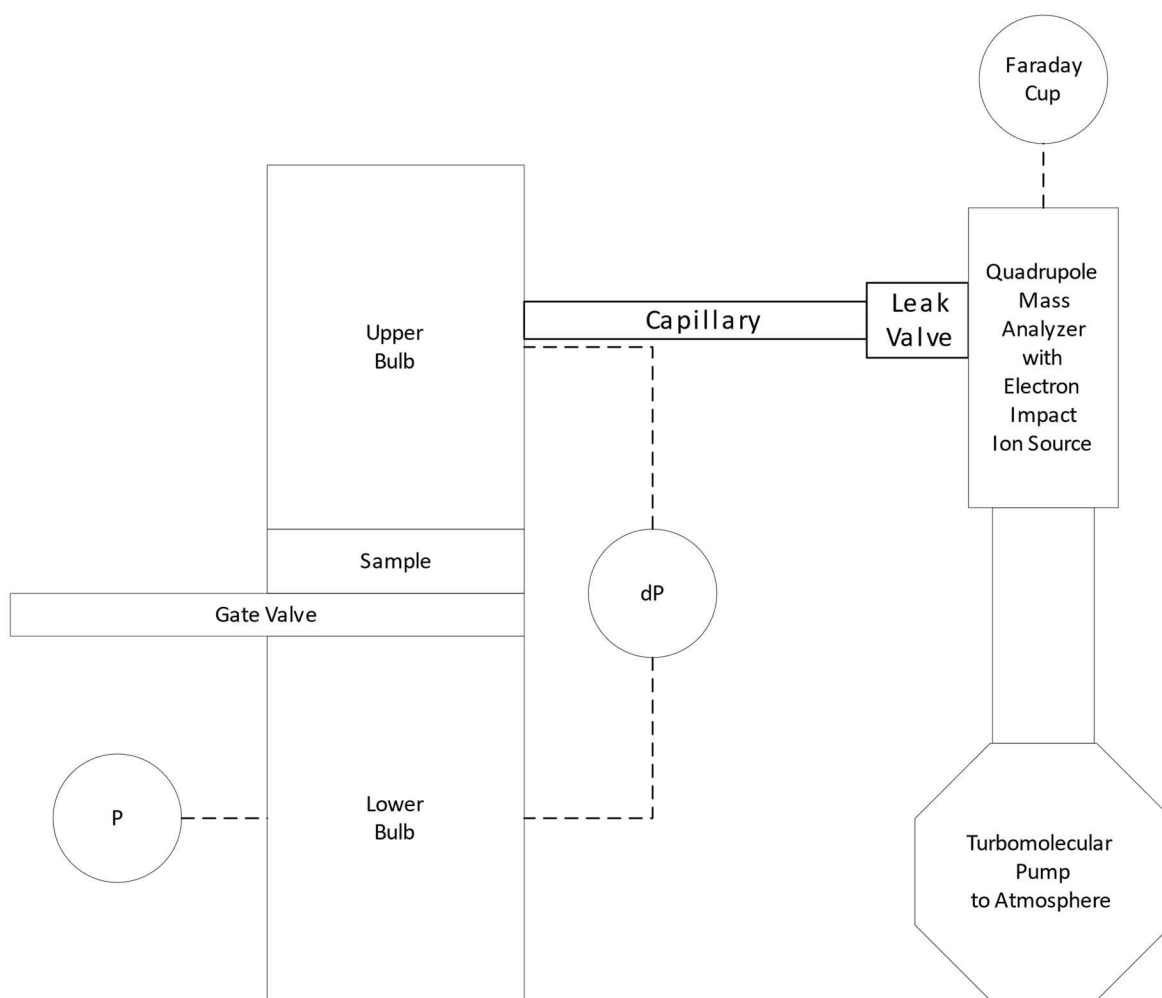 Faraday
Cup
Quadrupole
Mass
Analyzer
with
Electron
Impact
Ion Source
Leak
Valve
Capillary
Upper
Bulb
Sample
Gate Valve
dP
P
Lower
Bulb
Turbomolecular
Pump
to Atmosphere